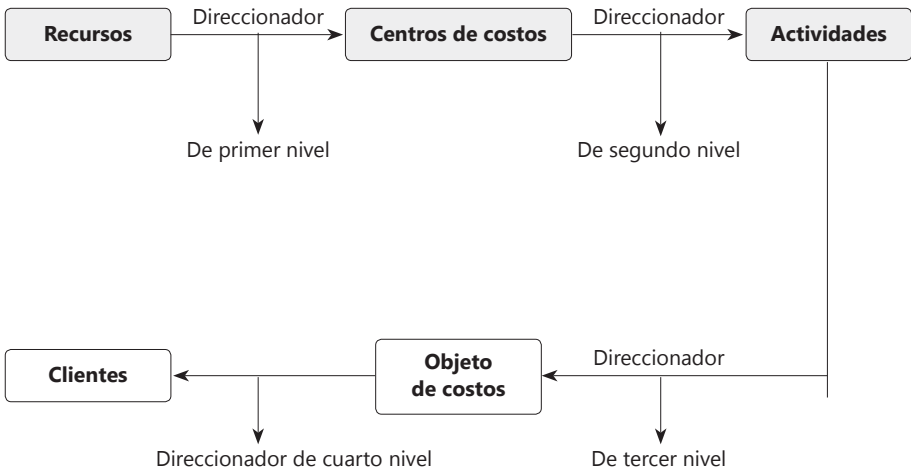 Direccionador
Direccionador
Recursos
Centros de costos
Actividades
De primer nivel
De segundo nivel
Direccionador
Clientes
Objeto
de costos
Direccionador de cuarto nivel
De tercer nivel